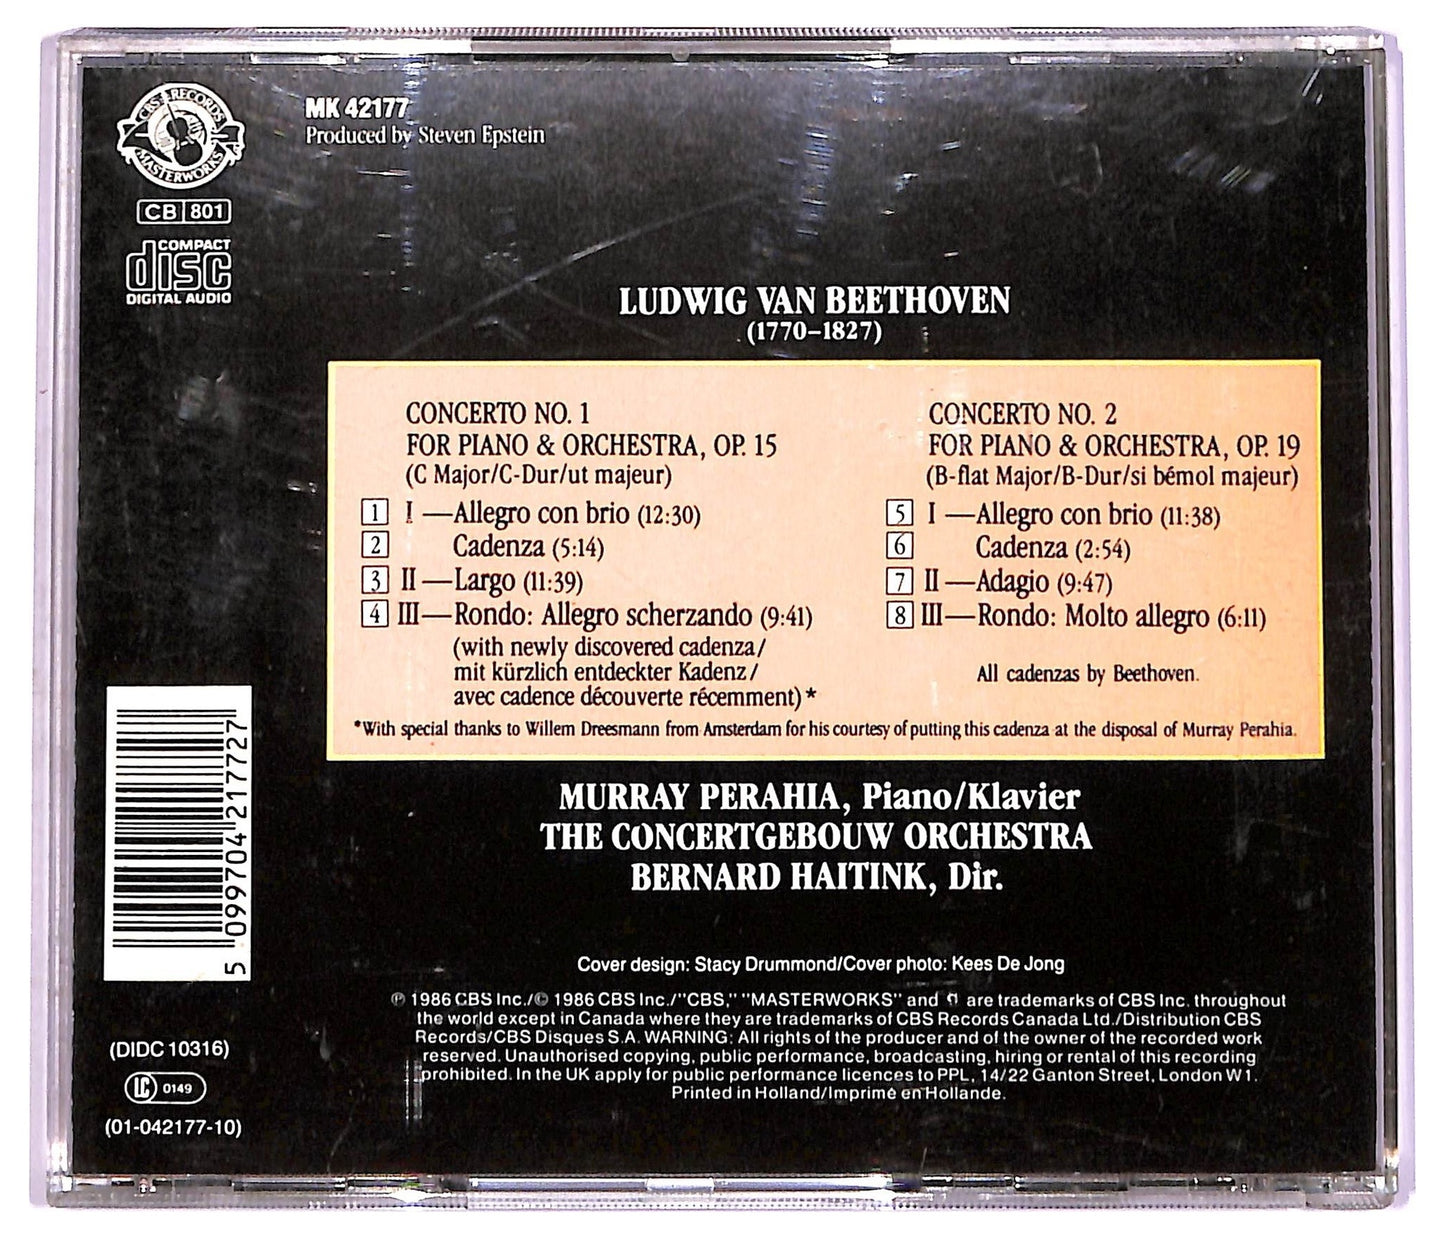 CBS RECORDS
MASTERWORKS
CB 801
COMPACT
disc
DIGITAL AUDIO
MK 42177
Produced by Steven Epstein
LUDWIG VAN BEETHOVEN
(1770–1827)
CONCERTO NO. 1
FOR PIANO & ORCHESTRA, OP. 15
(C Major/C-Dur/ut majeur)
1 I —Allegro con brio (12:30)
2 Cadenza (5:14)
3 II —Largo (11:39)
4 III—Rondo: Allegro scherzando (9:41)
(with newly discovered cadenza/
mit kürzlich entdeckter Kadenz/
avec cadence découverte récemment)*
CONCERTO NO. 2
FOR PIANO & ORCHESTRA, OP. 19
(B-flat Major/B-Dur/si bémol majeur)
5 I —Allegro con brio (11:38)
6 Cadenza (2:54)
7 II —Adagio (9:47)
8 III—Rondo: Molto allegro (6:11)
All cadenzas by Beethoven.
*With special thanks to Willem Dreesmann from Amsterdam for his courtesy of putting this cadenza at the disposal of Murray Perahia.
MURRAY PERAHIA, Piano/Klavier
THE CONCERTGEBOUW ORCHESTRA
BERNARD HAITINK, Dir.
Cover design: Stacy Drummond/Cover photo: Kees De Jong
℗ 1986 CBS Inc./© 1986 CBS Inc./"CBS," "MASTERWORKS" and are trademarks of CBS Inc. throughout
the world except in Canada where they are trademarks of CBS Records Canada Ltd./Distribution CBS
Records/CBS Disques S.A. WARNING: All rights of the producer and of the owner of the recorded work
reserved. Unauthorised copying, public performance, broadcasting, hiring or rental of this recording
prohibited. In the UK apply for public performance licences to PPL, 14/22 Ganton Street, London W1.
Printed in Holland/Imprimé en Hollande.
5 099704 217727
(DIDC 10316)
LC 0149
(01-042177-10)